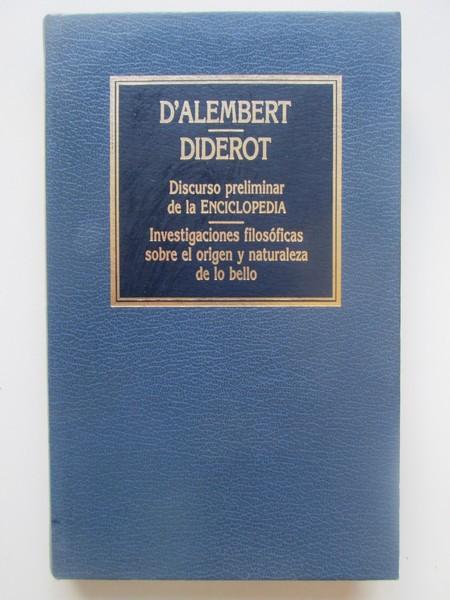 D'ALEMBERT
DIDEROT
Discurso preliminar
de la ENCICLOPEDIA
Investigaciones filosóficas
sobre el origen y naturaleza
de lo bello